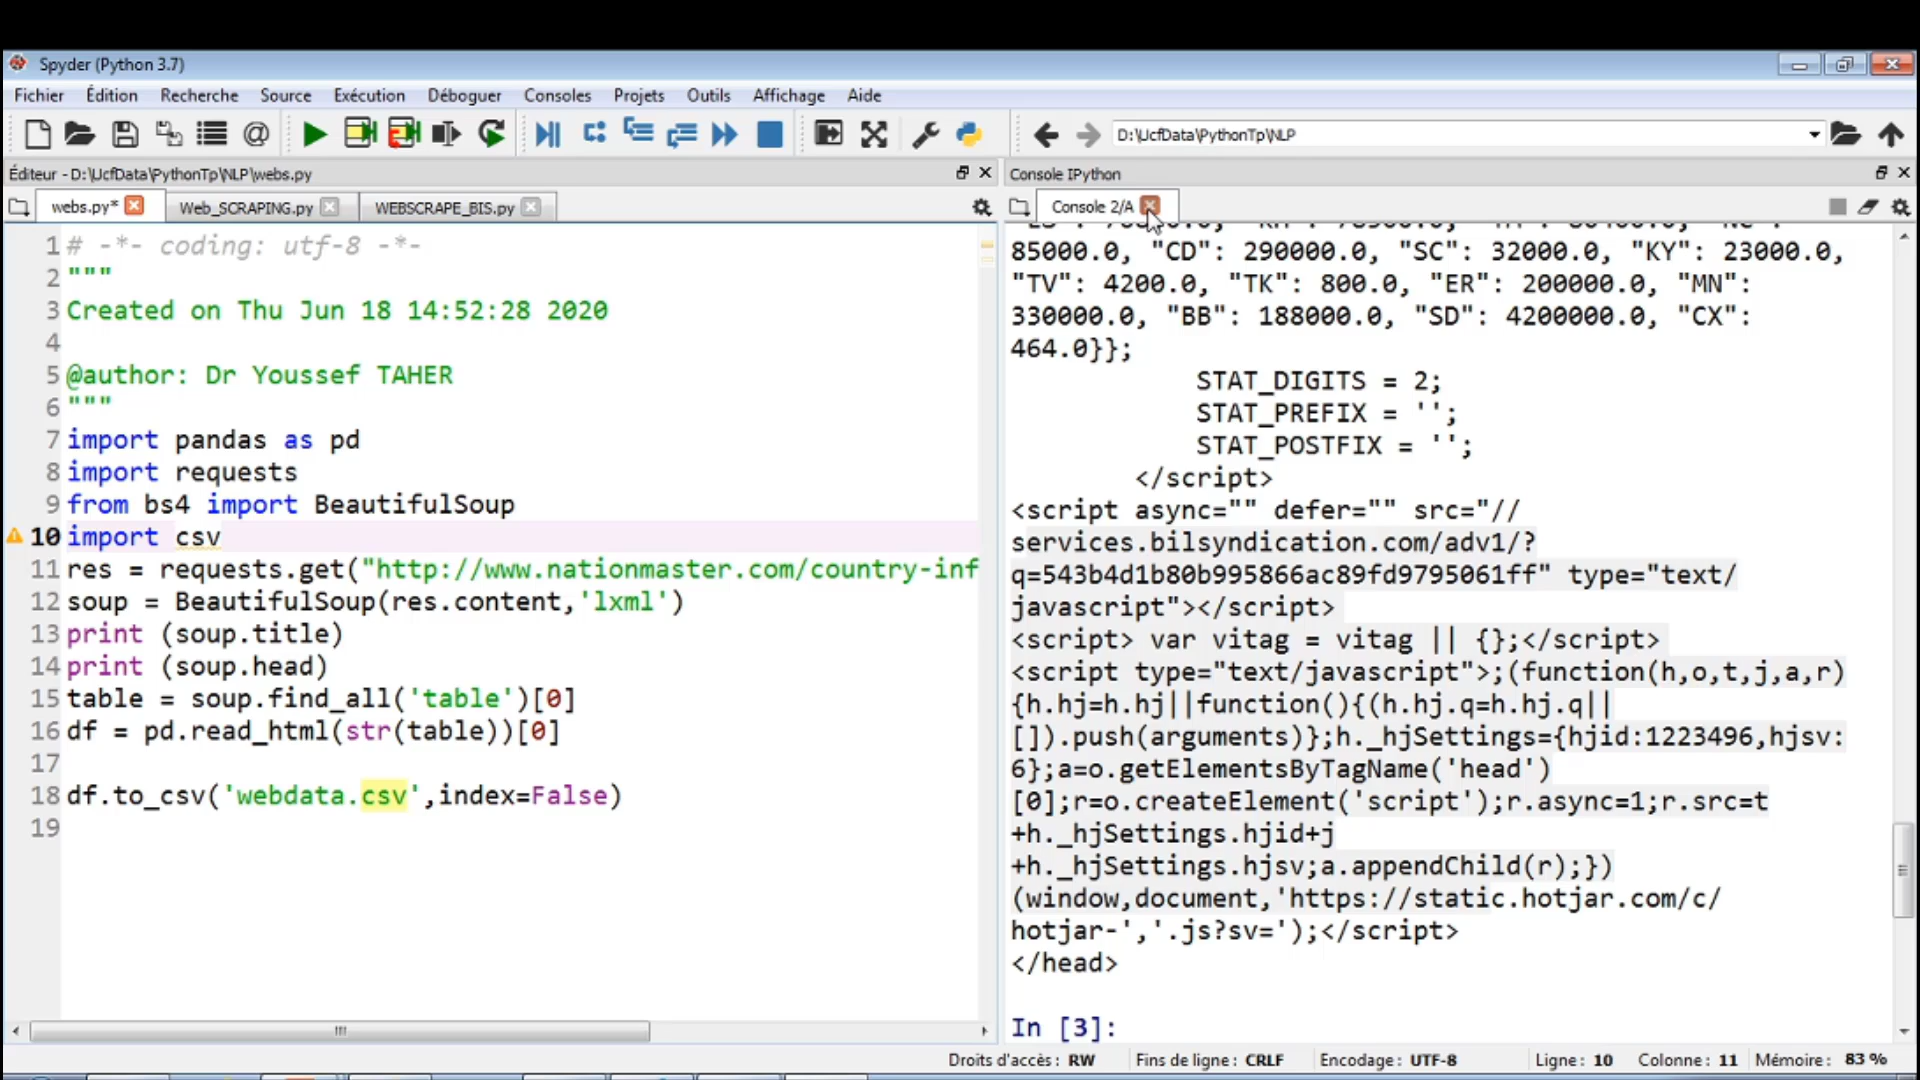 Spyder (Python 3.7)
Fichier Édition Recherche Source Exécution Déboguer Consoles Projets Outils Affichage Aide
D:\UcfData\PythonTp\NLP
Éditeur - D:\UcfData\PythonTp\NLP\webs.py
webs.py* Web_SCRAPING.py WEBSCRAPE_BIS.py
1 # -*- coding: utf-8 -*-
2 """
3 Created on Thu Jun 18 14:52:28 2020
4
5 @author: Dr Youssef TAHER
6 """
7 import pandas as pd
8 import requests
9 from bs4 import BeautifulSoup
10 import csv
11 res = requests.get("http://www.nationmaster.com/country-inf
12 soup = BeautifulSoup(res.content,'lxml')
13 print (soup.title)
14 print (soup.head)
15 table = soup.find_all('table')[0]
16 df = pd.read_html(str(table))[0]
17
18 df.to_csv('webdata.csv',index=False)
19
Console IPython
Console 2/A
85000.0, "CD": 290000.0, "SC": 32000.0, "KY": 23000.0,
"TV": 4200.0, "TK": 800.0, "ER": 200000.0, "MN":
330000.0, "BB": 188000.0, "SD": 4200000.0, "CX":
464.0}};
STAT_DIGITS = 2;
STAT_PREFIX = '';
STAT_POSTFIX = '';
</script>
<script async="" defer="" src="//
services.bilsyndication.com/adv1/?
q=543b4d1b80b995866ac89fd9795061ff" type="text/
javascript"></script>
<script> var vitag = vitag || {};</script>
<script type="text/javascript">;(function(h,o,t,j,a,r)
{h.hj=h.hj||function(){(h.hj.q=h.hj.q||
[]).push(arguments)};h._hjSettings={hjid:1223496,hjsv:
6};a=o.getElementsByTagName('head')
[0];r=o.createElement('script');r.async=1;r.src=t
+h._hjSettings.hjid+j
+h._hjSettings.hjsv;a.appendChild(r);})
(window,document,'https://static.hotjar.com/c/
hotjar-','.js?sv=');</script>
</head>
In [3]:
Droits d'accès : RW Fins de ligne : CRLF Encodage : UTF-8 Ligne : 10 Colonne : 11 Mémoire : 83 %